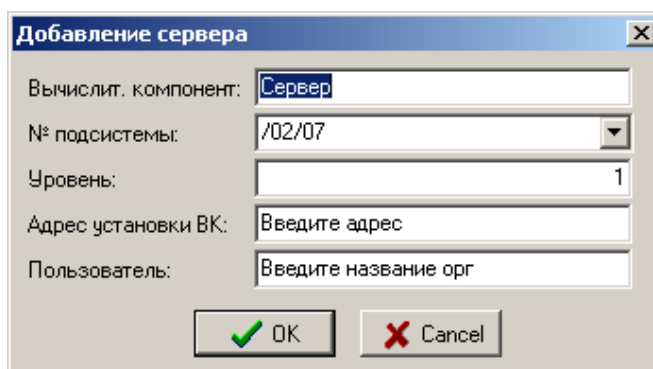 Добавление сервера
Вычислит. компонент: Сервер
№ подсистемы: /02/07
Уровень: 1
Адрес установки ВК: Введите адрес
Пользователь: Введите название орг
OK Cancel